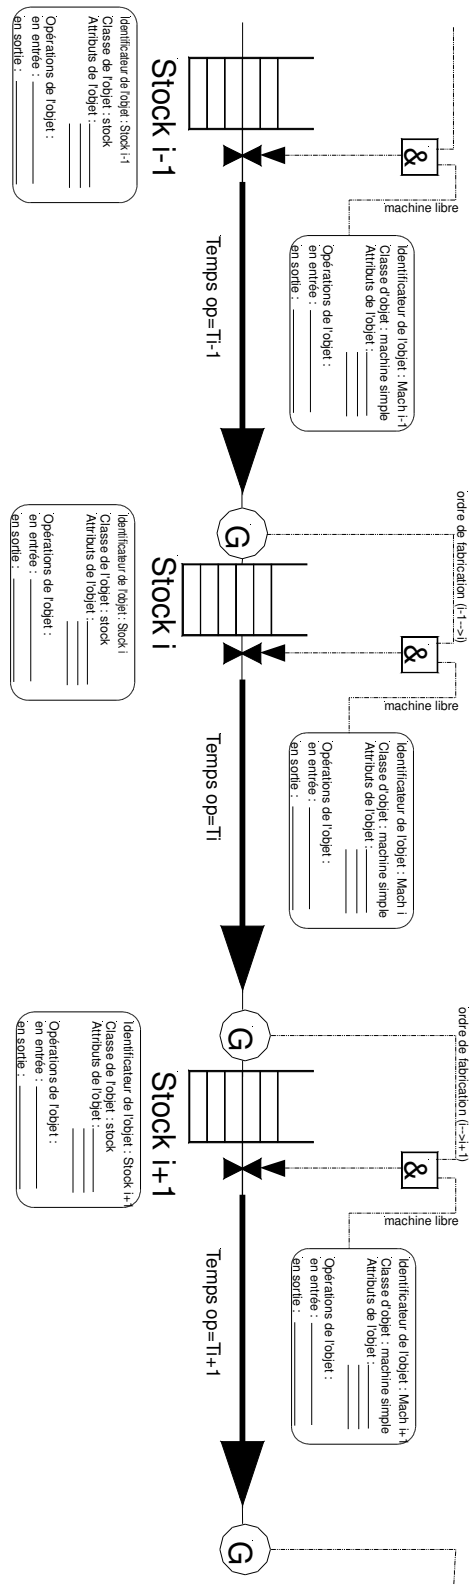 &
machine libre
Identificateur de l'objet : Mach i-1
Classe d'objet : machine simple
Attributs de l'objet :
Opérations de l'objet :
en entrée :
en sortie :
Stock i-1
Temps op=Ti-1
Identificateur de l'objet : Stock i-1
Classe de l'objet : stock
Attributs de l'objet :
Opérations de l'objet :
en entrée :
en sortie :
ordre de fabrication (i-1-->i)
&
machine libre
Identificateur de l'objet : Mach i
Classe d'objet : machine simple
Attributs de l'objet :
Opérations de l'objet :
en entrée :
en sortie :
G
Stock i
Temps op=Ti
Identificateur de l'objet : Stock i
Classe de l'objet : stock
Attributs de l'objet :
Opérations de l'objet :
en entrée :
en sortie :
ordre de fabrication (i-->i+1)
&
machine libre
Identificateur de l'objet : Mach i+1
Classe d'objet : machine simple
Attributs de l'objet :
Opérations de l'objet :
en entrée :
en sortie :
G
Stock i+1
Temps op=Ti+1
Identificateur de l'objet : Stock i+1
Classe de l'objet : stock
Attributs de l'objet :
Opérations de l'objet :
en entrée :
en sortie :
G